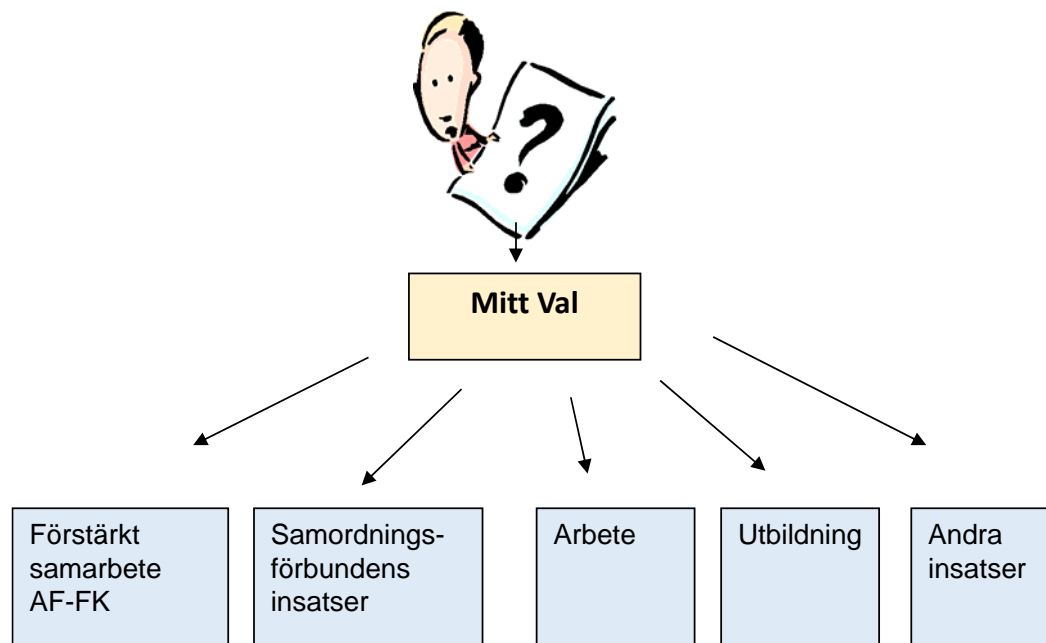 ?
Mitt Val
Förstärkt
samarbete
AF-FK
Samordnings-
förbundens
insatser
Arbete
Utbildning
Andra
insatser